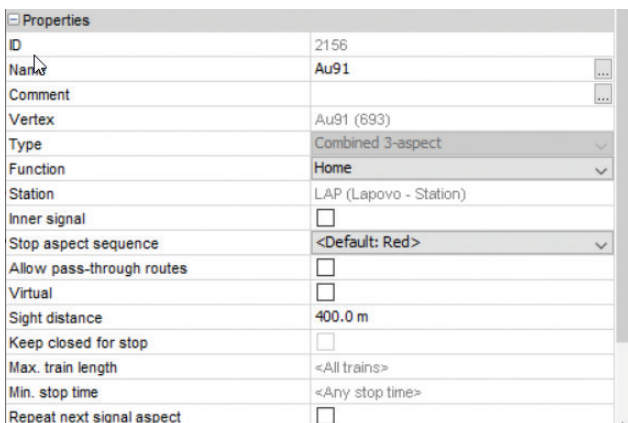 Properties
ID 2156
Name Au91 ...
Comment ...
Vertex Au91 (693)
Type Combined 3-aspect
Function Home
Station LAP (Lapovo - Station)
Inner signal
Stop aspect sequence <Default: Red>
Allow pass-through routes
Virtual
Sight distance 400.0 m
Keep closed for stop
Max. train length <All trains>
Min. stop time <Any stop time>
Repeat next signal aspect